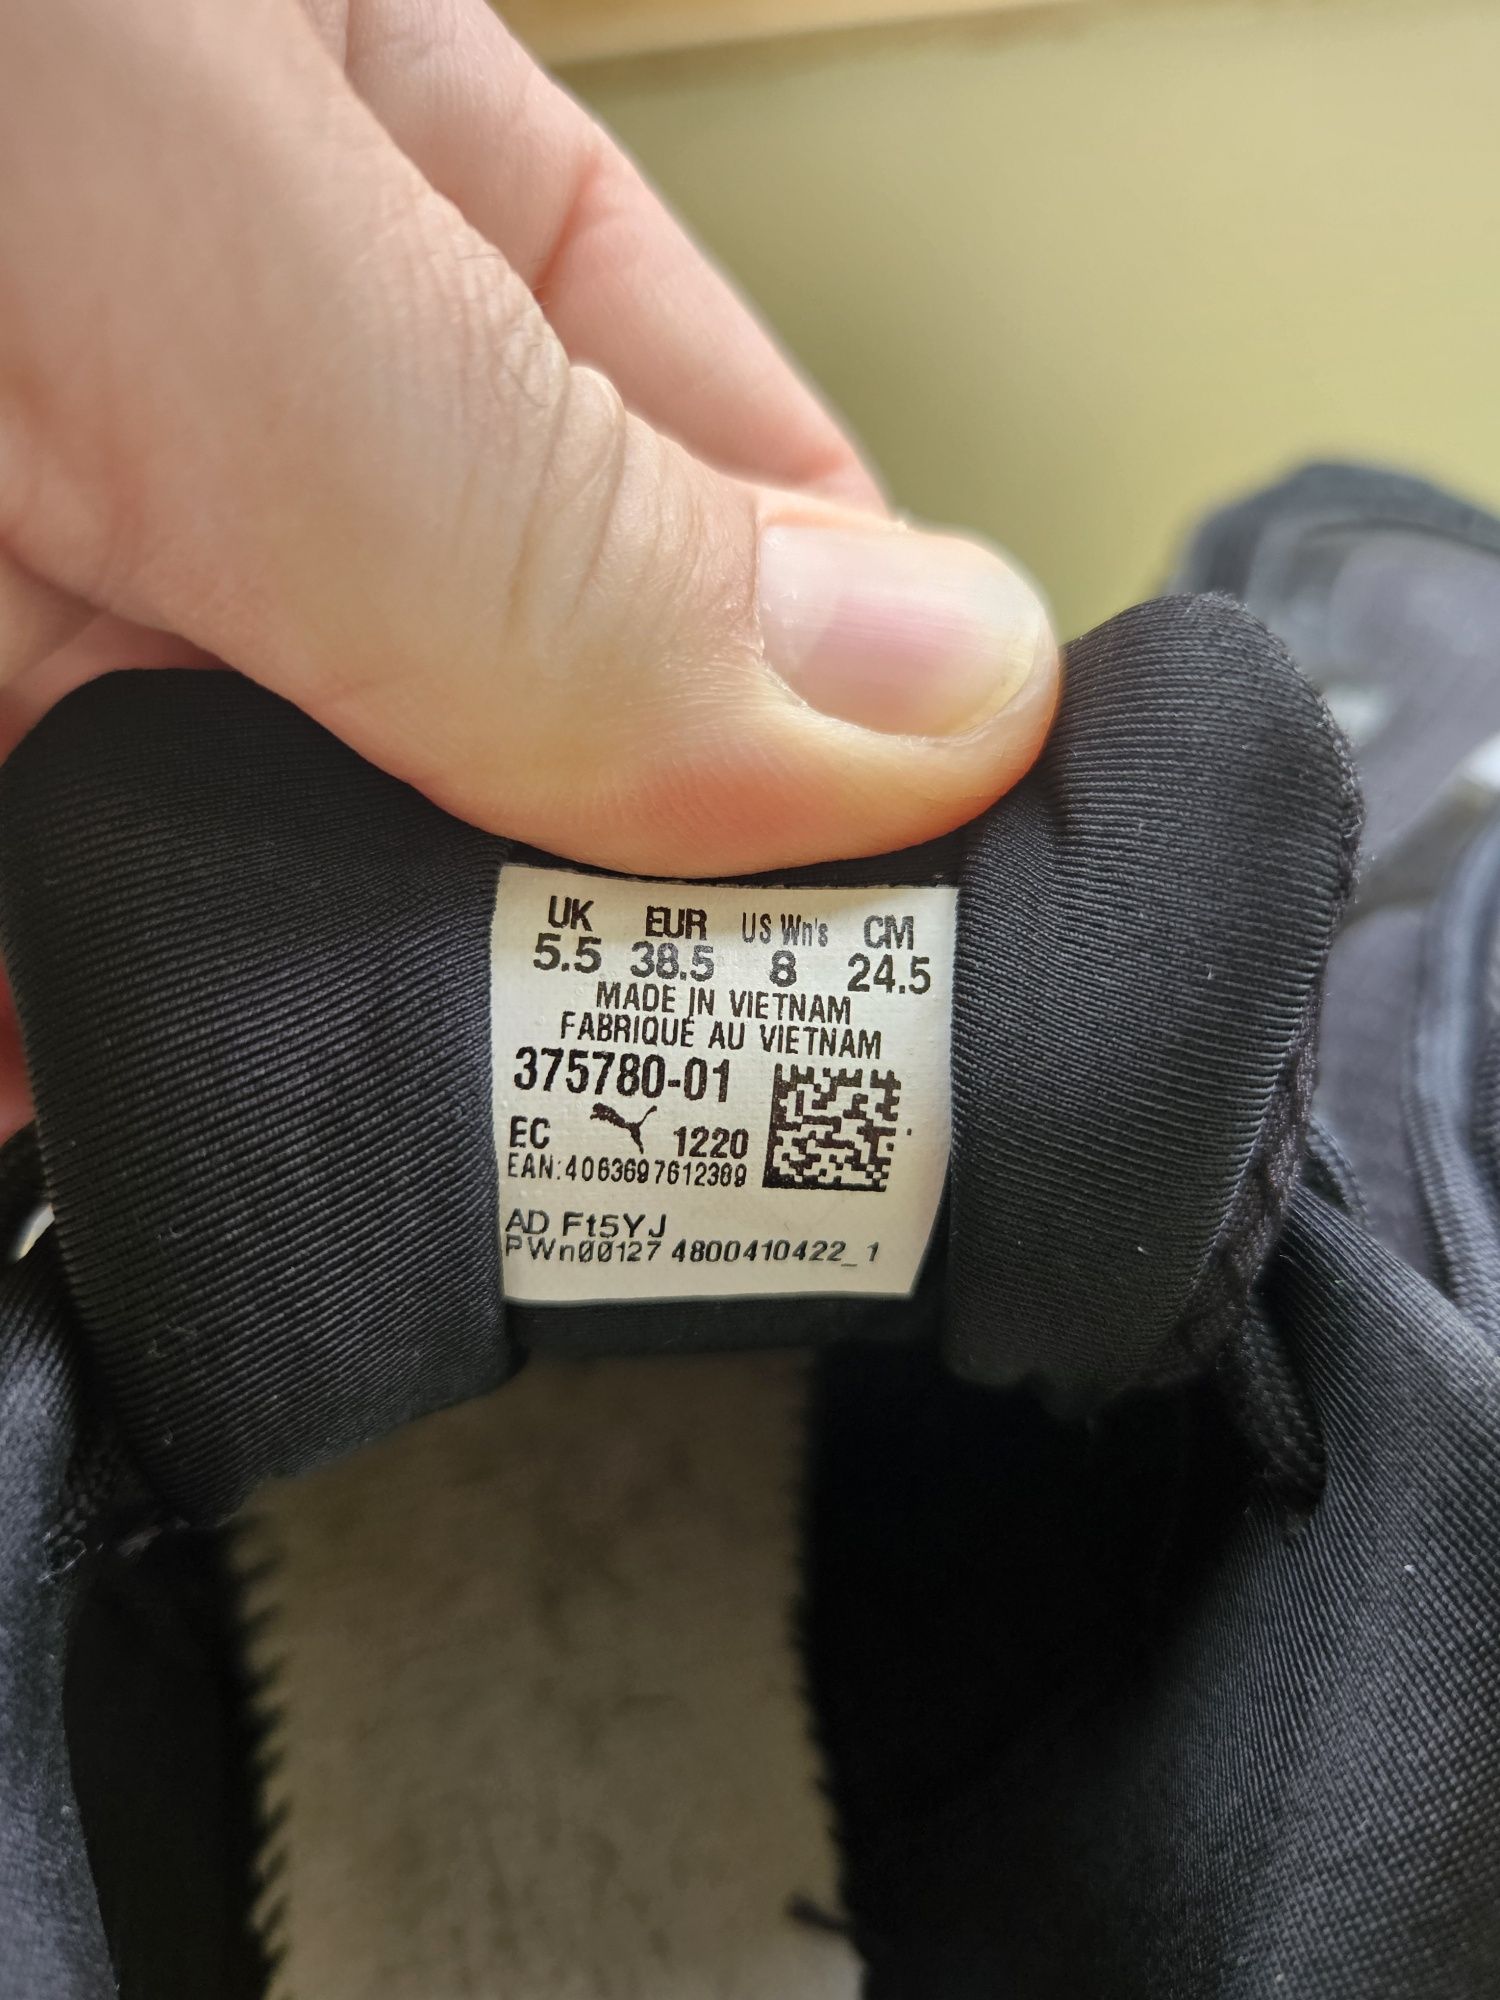 UK EUR US Wn's CM
5.5 38.5 8 24.5
MADE IN VIETNAM
FABRIQUÉ AU VIETNAM
375780-01
EC 1220
EAN:4063697612389
AD Ft5YJ
PWn00127 4800410422_1